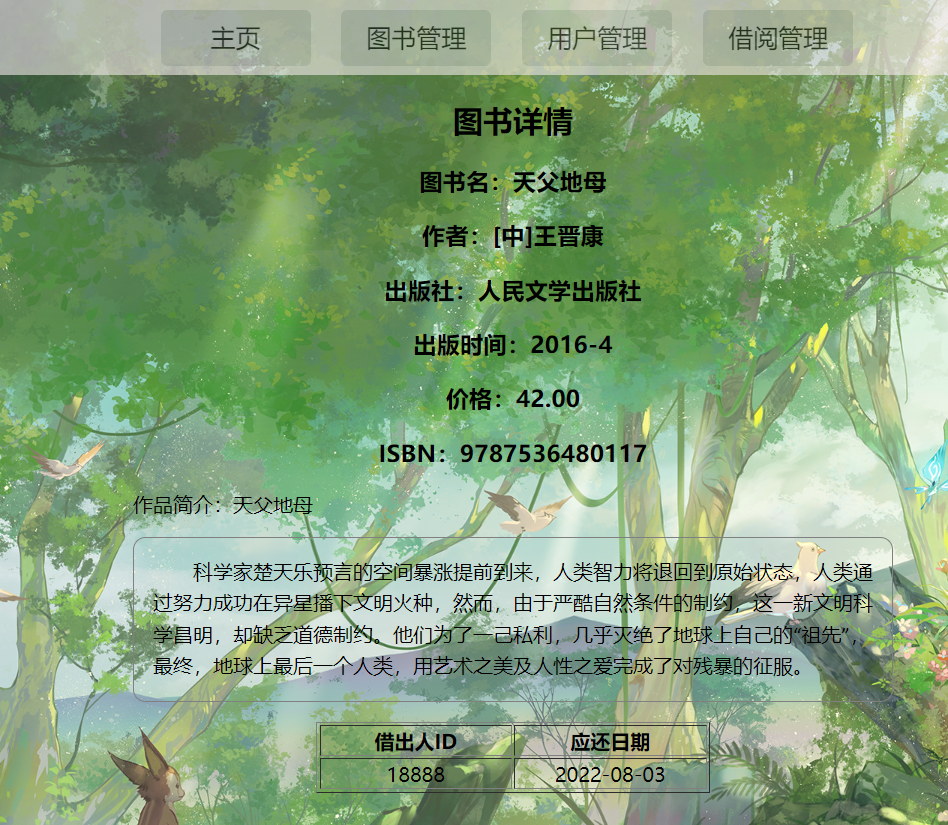 主页 图书管理 用户管理 借阅管理
图书详情
图书名：天父地母
作者：[中]王晋康
出版社：人民文学出版社
出版时间：2016-4
价格：42.00
ISBN：9787536480117
作品简介：天父地母
科学家楚天乐预言的空间暴涨提前到来，人类智力将退回到原始状态，人类通
过努力成功在异星播下文明火种，然而，由于严酷自然条件的制约，这一新文明科
学昌明，却缺乏道德制约。他们为了一己私利，几乎灭绝了地球上自己的“祖先”，
最终，地球上最后一个人类，用艺术之美及人性之爱完成了对残暴的征服。
借出人ID 应还日期
18888 2022-08-03